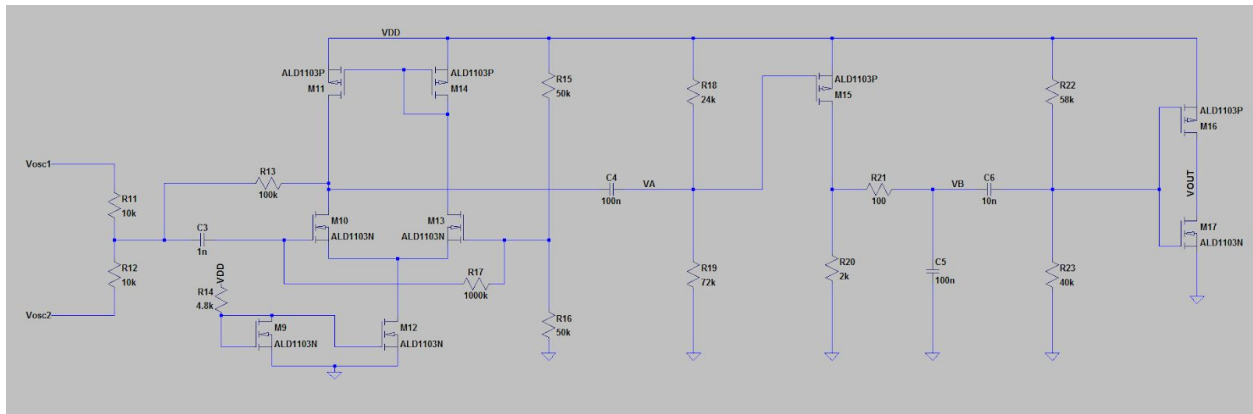 VDD
ALD1103P
M11
ALD1103P
M14
R15
50k
R18
24k
ALD1103P
M15
R22
58k
ALD1103P
M16
Vosc1
R11
10k
R13
100k
C4
100n
VA
R21
100
VB
C6
10n
VOUT
M10
ALD1103N
M13
ALD1103N
M17
ALD1103N
C3
1n
R12
10k
VDD
R14
4.8k
R17
1000k
R19
72k
R20
2k
C5
100n
R23
40k
Vosc2
M9
ALD1103N
M12
ALD1103N
R16
50k